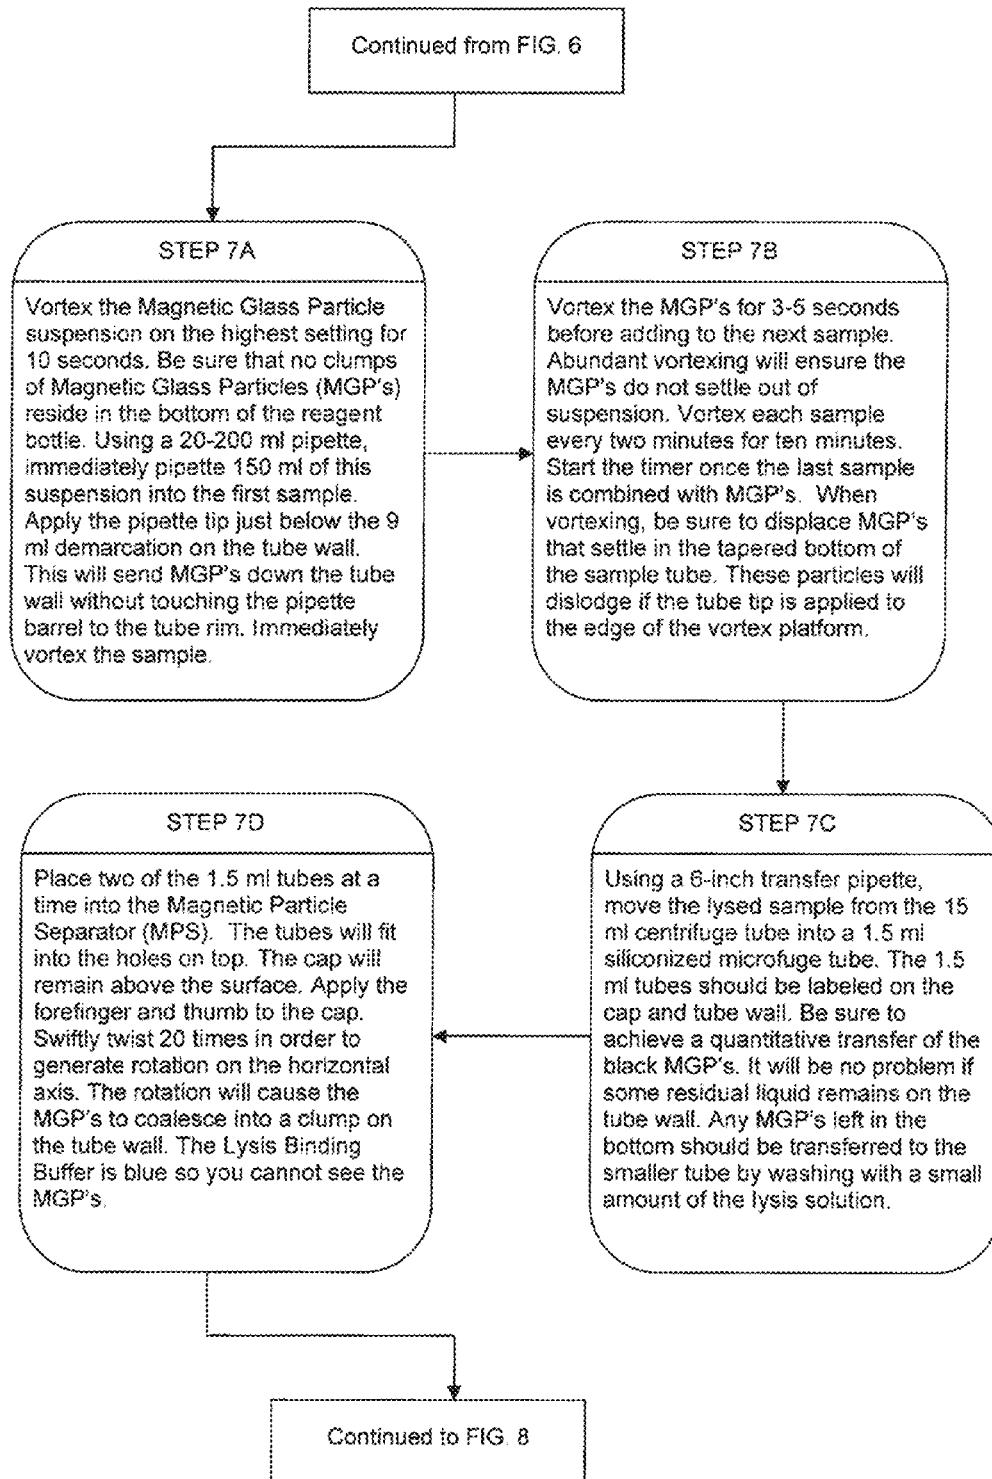 Continued from FIG. 6
STEP 7A
Vortex the Magnetic Glass Particle
suspension on the highest setting for
10 seconds. Be sure that no clumps
of Magnetic Glass Particles (MGP's)
reside in the bottom of the reagent
bottle. Using a 20-200 ml pipette,
immediately pipette 150 ml of this
suspension into the first sample.
Apply the pipette tip just below the 9
ml demarcation on the tube wall.
This will send MGP's down the tube
wall without touching the pipette
barrel to the tube rim. Immediately
vortex the sample.
STEP 7B
Vortex the MGP's for 3-5 seconds
before adding to the next sample.
Abundant vortexing will ensure the
MGP's do not settle out of
suspension. Vortex each sample
every two minutes for ten minutes.
Start the timer once the last sample
is combined with MGP's. When
vortexing, be sure to displace MGP's
that settle in the tapered bottom of
the sample tube. These particles will
dislodge if the tube tip is applied to
the edge of the vortex platform.
STEP 7C
Using a 6-inch transfer pipette,
move the lysed sample from the 15
ml centrifuge tube into a 1.5 ml
siliconized microfuge tube. The 1.5
ml tubes should be labeled on the
cap and tube wall. Be sure to
achieve a quantitative transfer of the
black MGP's. It will be no problem if
some residual liquid remains on the
tube wall. Any MGP's left in the
bottom should be transferred to the
smaller tube by washing with a small
amount of the lysis solution.
STEP 7D
Place two of the 1.5 ml tubes at a
time into the Magnetic Particle
Separator (MPS). The tubes will fit
into the holes on top. The cap will
remain above the surface. Apply the
forefinger and thumb to the cap.
Swiftly twist 20 times in order to
generate rotation on the horizontal
axis. The rotation will cause the
MGP's to coalesce into a clump on
the tube wall. The Lysis Binding
Buffer is blue so you cannot see the
MGP's.
Continued to FIG. 8